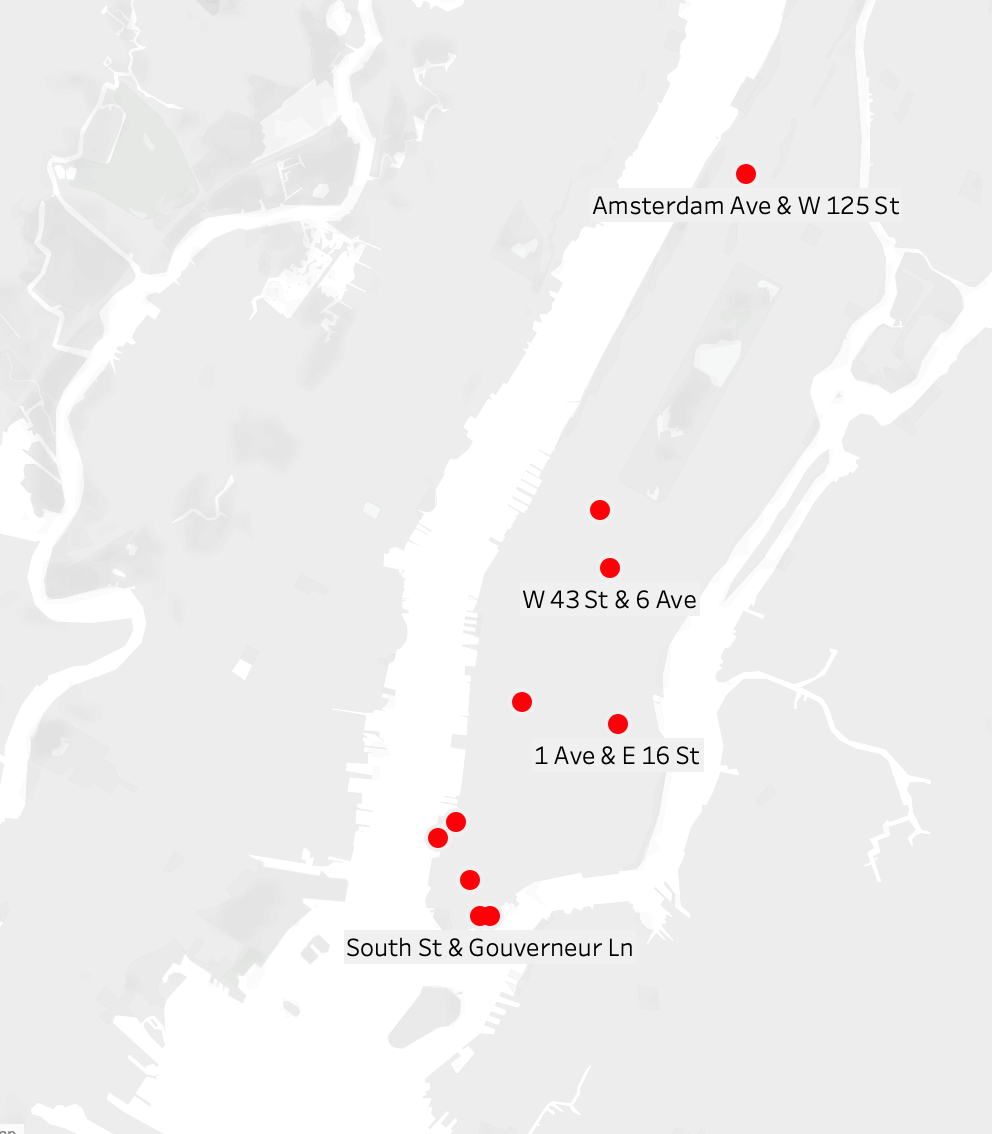 Amsterdam Ave & W 125 St
W 43 St & 6 Ave
1 Ave & E 16 St
South St & Gouverneur Ln